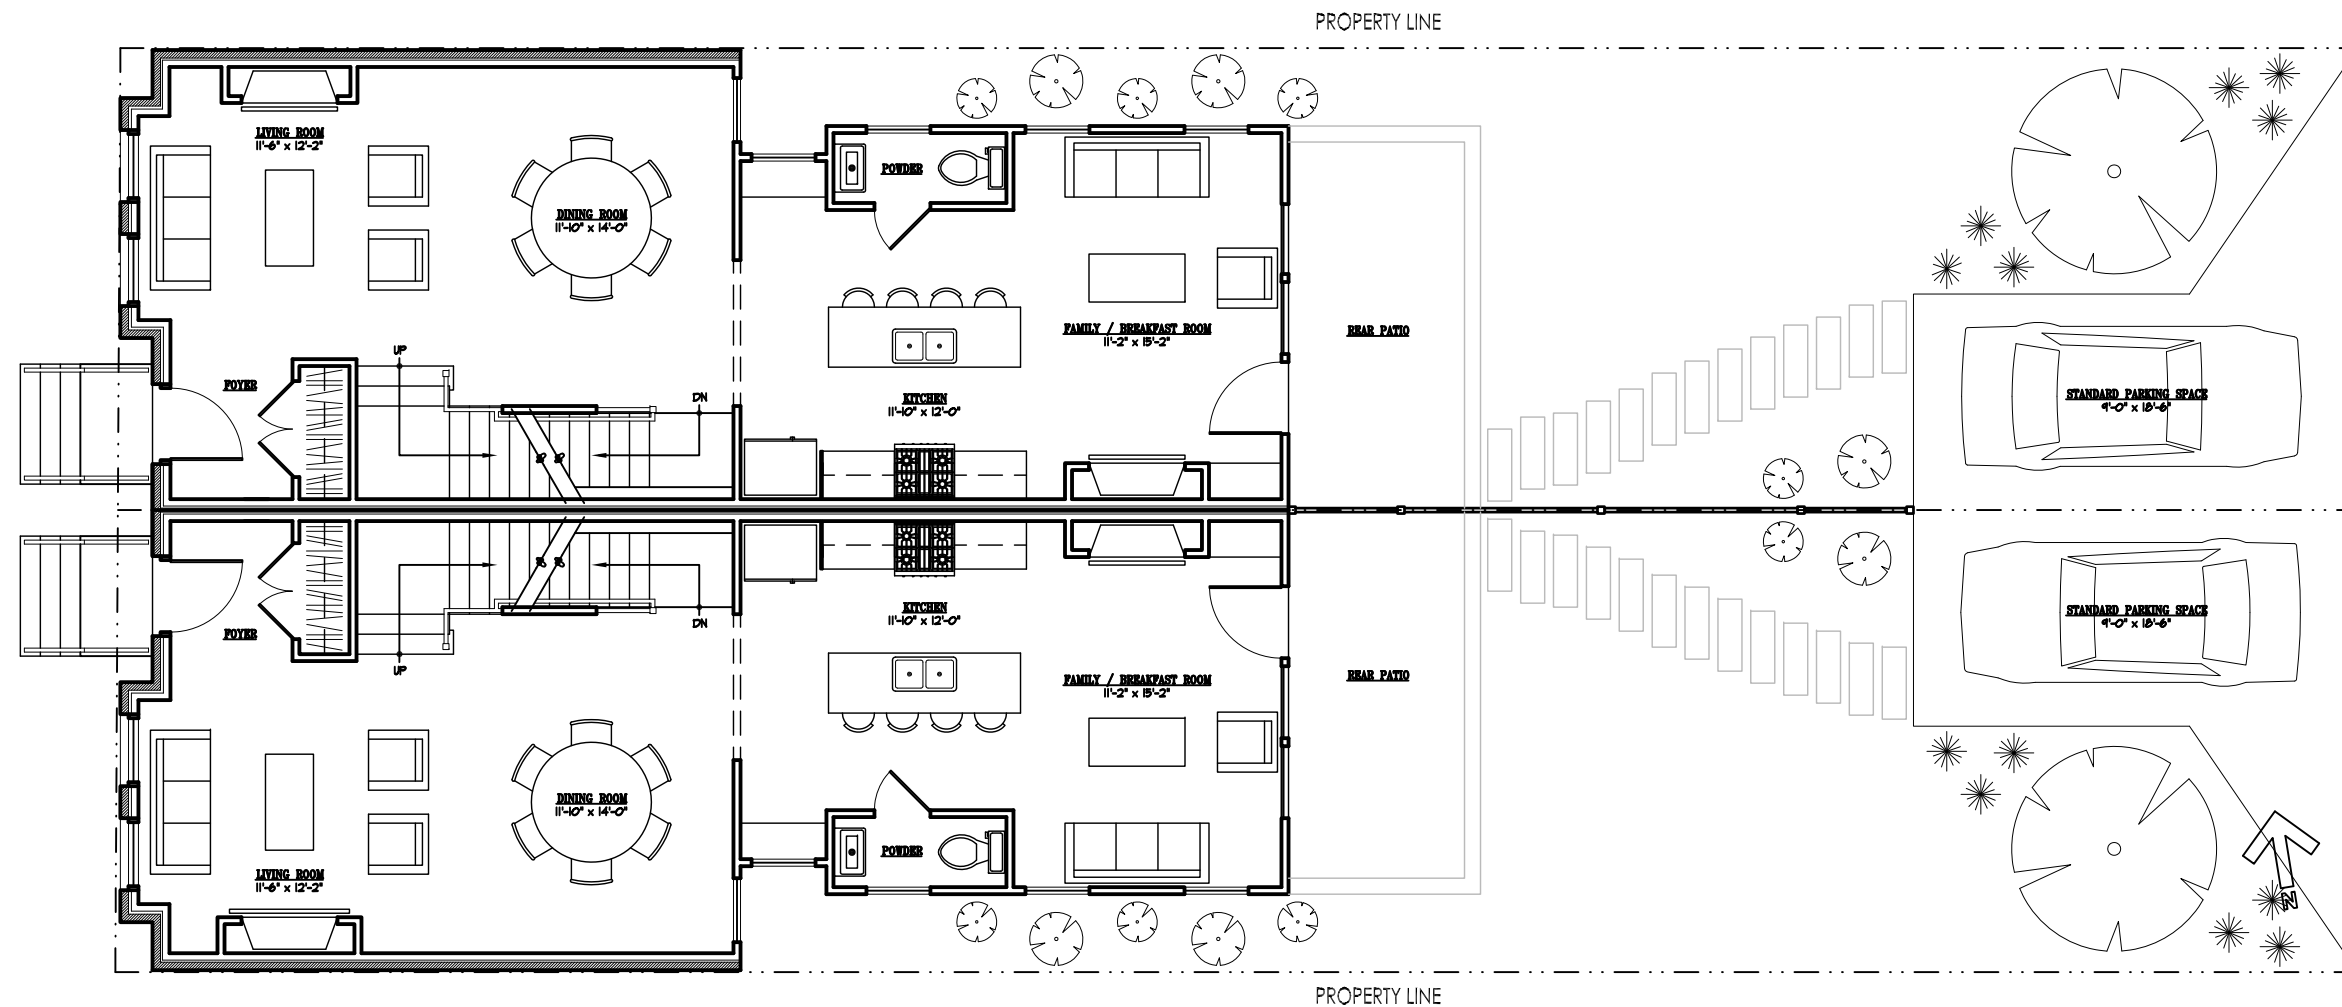 PROPERTY LINE
LIVING ROOM
11'-6" x 12'-2"
POWDER
DINING ROOM
11'-10" x 14'-0"
FAMILY / BREAKFAST ROOM
11'-2" x 15'-2"
REAR PATIO
UP
FOYER
KITCHEN
11'-10" x 12'-0"
DN
STANDARD PARKING SPACE
9'-0" x 18'-6"
KITCHEN
11'-10" x 12'-0"
STANDARD PARKING SPACE
9'-0" x 18'-6"
DN
FOYER
UP
FAMILY / BREAKFAST ROOM
11'-2" x 15'-2"
REAR PATIO
DINING ROOM
11'-10" x 14'-0"
POWDER
LIVING ROOM
11'-6" x 12'-2"
N
PROPERTY LINE